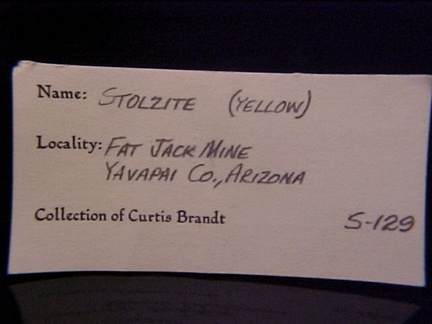 Name: STOLZITE (YELLOW)
Locality: FAT JACK MINE
YAVAPAI CO., ARIZONA
Collection of Curtis Brandt S-129